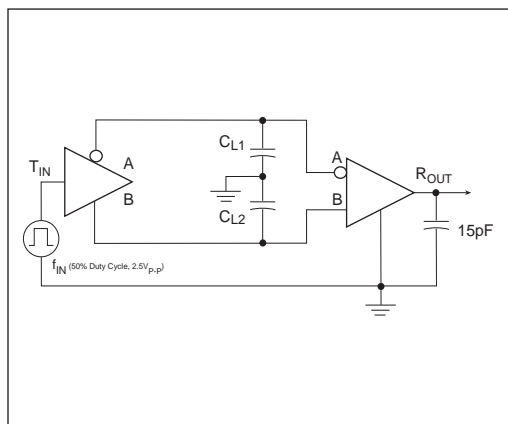 CL1
A
TIN
A
ROUT
B
B
CL2
15pF
fIN (50% Duty Cycle, 2.5VP-P)